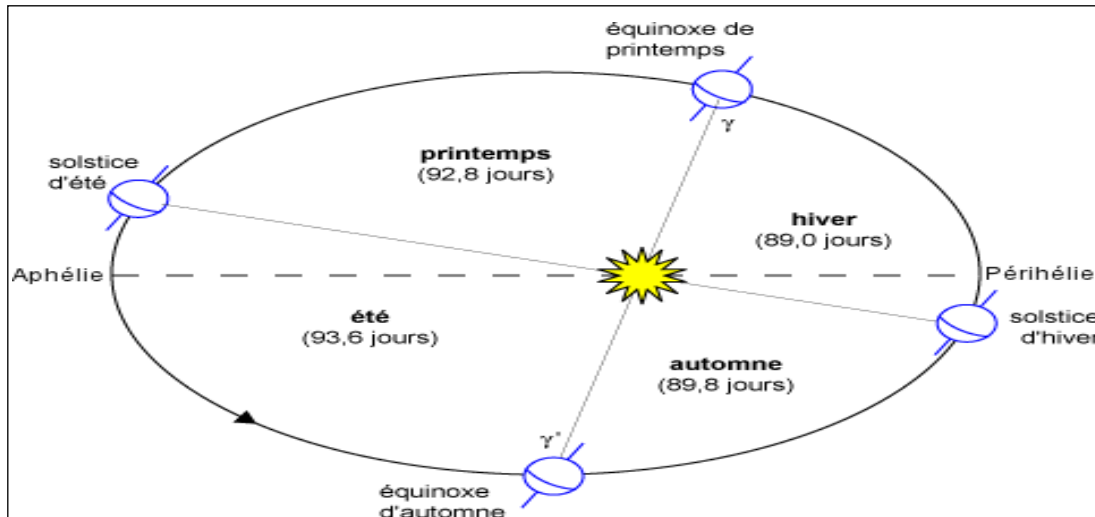 équinoxe de
printemps
γ
printemps
(92,8 jours)
solstice
d'été
hiver
(89,0 jours)
Aphélie
Périhélie
été
(93,6 jours)
solstice
d'hiver
automne
(89,8 jours)
γ'
équinoxe
d'automne